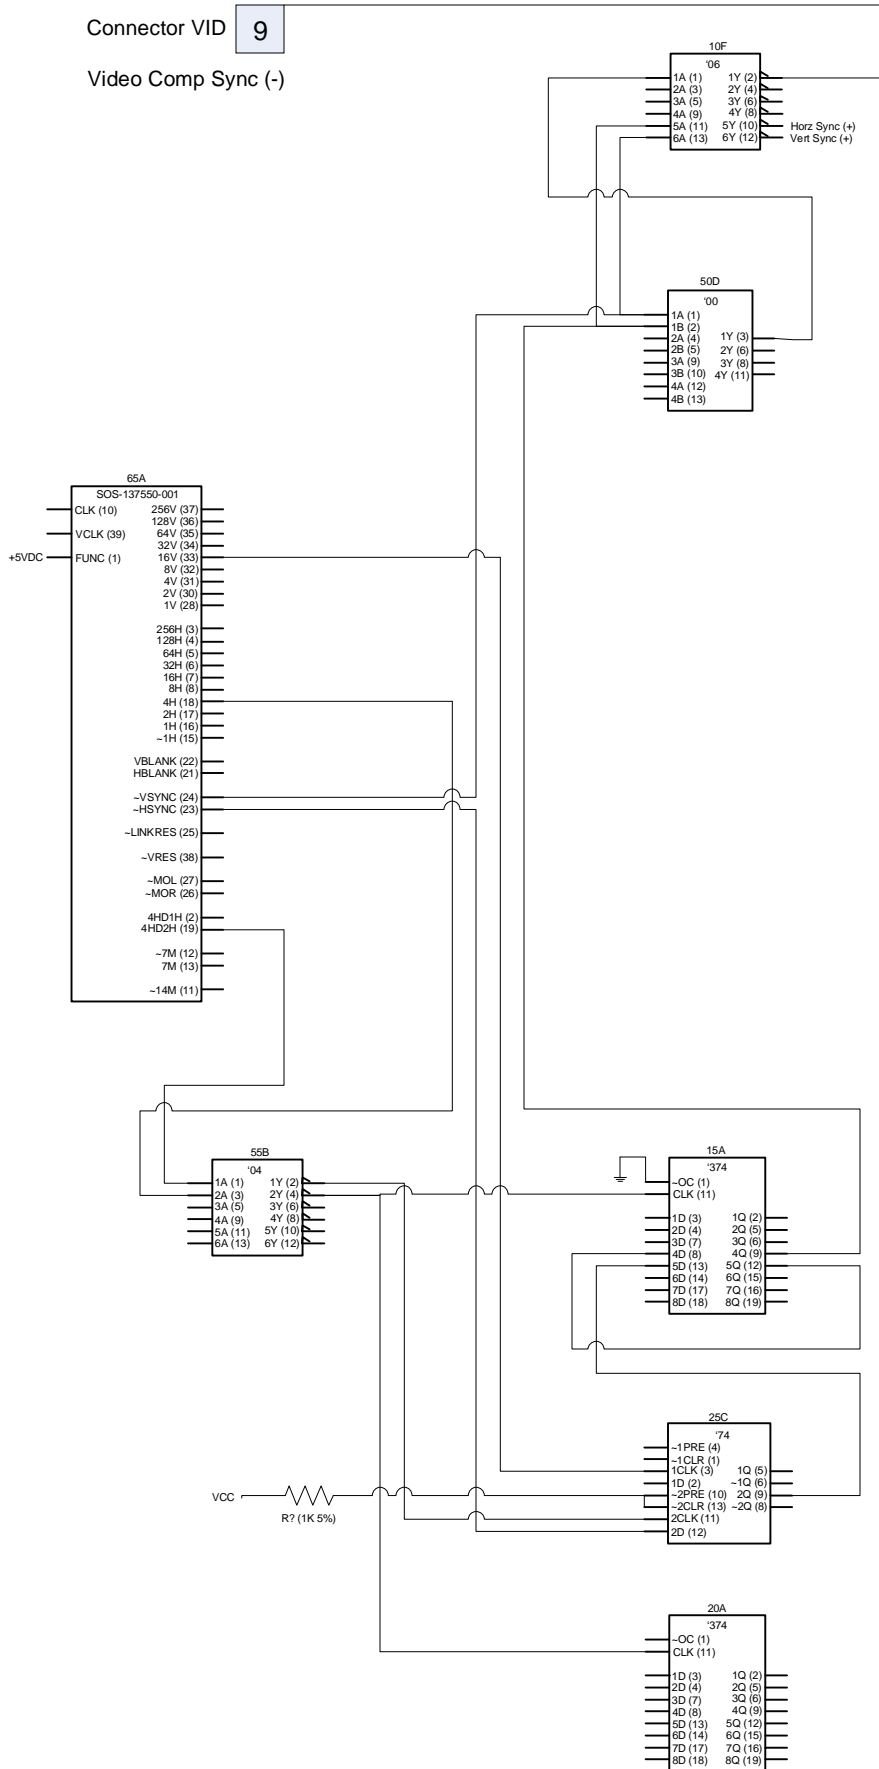 Connector VID 9
Video Comp Sync (-)
10F
'06
1A (1) 1Y (2)
2A (3) 2Y (4)
3A (5) 3Y (6)
4A (9) 4Y (8)
5A (11) 5Y (10) Horz Sync (+)
6A (13) 6Y (12) Vert Sync (+)
50D
'00
1A (1)
1B (2)
2A (4) 1Y (3)
2B (5) 2Y (6)
3A (9) 3Y (8)
3B (10) 4Y (11)
4A (12)
4B (13)
65A
SOS-137550-001
CLK (10) 256V (37)
128V (36)
VCLK (39) 64V (35)
32V (34)
+5VDC FUNC (1) 16V (33)
8V (32)
4V (31)
2V (30)
1V (28)
256H (3)
128H (4)
64H (5)
32H (6)
16H (7)
8H (8)
4H (18)
2H (17)
1H (16)
~1H (15)
VBLANK (22)
HBLANK (21)
~VSYNC (24)
~HSYNC (23)
~LINKRES (25)
~VRES (38)
~MOL (27)
~MOR (26)
4HD1H (2)
4HD2H (19)
~7M (12)
7M (13)
~14M (11)
55B
'04
1A (1) 1Y (2)
2A (3) 2Y (4)
3A (5) 3Y (6)
4A (9) 4Y (8)
5A (11) 5Y (10)
6A (13) 6Y (12)
15A
'374
~OC (1)
CLK (11)
1D (3) 1Q (2)
2D (4) 2Q (5)
3D (7) 3Q (6)
4D (8) 4Q (9)
5D (13) 5Q (12)
6D (14) 6Q (15)
7D (17) 7Q (16)
8D (18) 8Q (19)
25C
'74
~1PRE (4)
~1CLR (1)
1CLK (3) 1Q (5)
1D (2) ~1Q (6)
~2PRE (10) 2Q (9)
~2CLR (13) ~2Q (8)
2CLK (11)
2D (12)
VCC
R? (1K 5%)
20A
'374
~OC (1)
CLK (11)
1D (3) 1Q (2)
2D (4) 2Q (5)
3D (7) 3Q (6)
4D (8) 4Q (9)
5D (13) 5Q (12)
6D (14) 6Q (15)
7D (17) 7Q (16)
8D (18) 8Q (19)